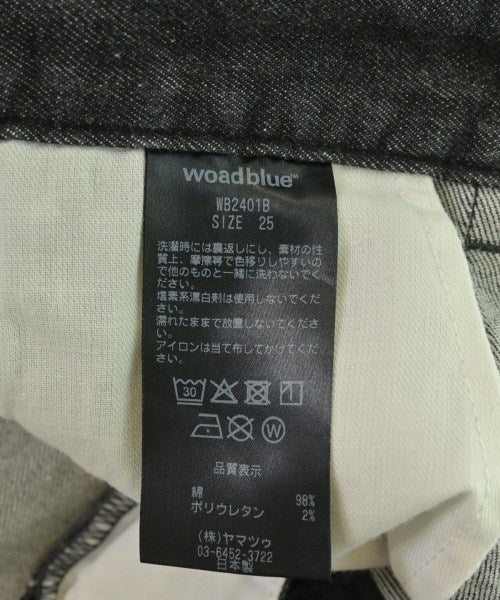 woadblue™
WB2401B
SIZE 25
洗濯時には裏返しにし、素材の性
質上、摩擦等で色移りしやすいの
で他のものと一緒に洗わないでく
ださい。
塩素系漂白剤は使用しないでくだ
さい。
濡れたままで放置しないでくださ
い。
アイロンは当て布してかけてくだ
さい。
30
W
品質表示
綿 98%
ポリウレタン 2%
(株)ヤマツゥ
03-6452-3722
日本製